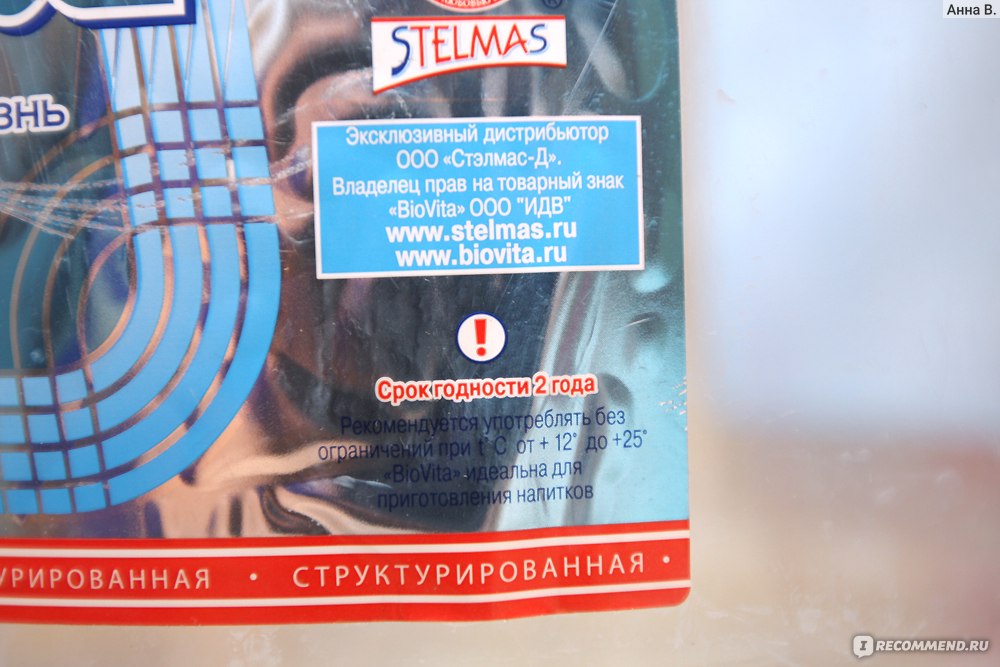 Анна В.
STELMAS
знь
Эксклюзивный дистрибьютор
ООО «Стэлмас-Д».
Владелец прав на товарный знак
«BioVita» ООО "ИДВ"
www.stelmas.ru
www.biovita.ru
!
Срок годности 2 года
Рекомендуется употреблять без
ограничений при t° C от + 12° до +25°
«BioVita» идеальна для
приготовления напитков
УРИРОВАННАЯ • СТРУКТУРИРОВАННАЯ •
I RECOMMEND.RU